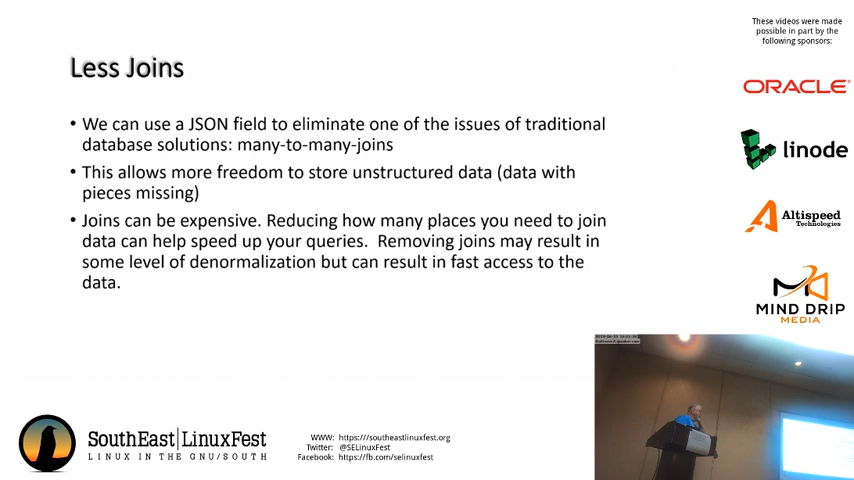 These videos were made
possible in part by the
following sponsors:
Less Joins
ORACLE
• We can use a JSON field to eliminate one of the issues of traditional
database solutions: many-to-many-joins
linode
• This allows more freedom to store unstructured data (data with
pieces missing)
• Joins can be expensive. Reducing how many places you need to join
data can help speed up your queries.  Removing joins may result in
some level of denormalization but can result in fast access to the
data.
Altispeed
Technologies
MIND DRIP
MEDIA
SouthEast|LinuxFest
LINUX IN THE GNU/SOUTH
WWW: https:///southeastlinuxfest.org
Twitter: @SELinuxFest
Facebook: https://fb.com/selinuxfest